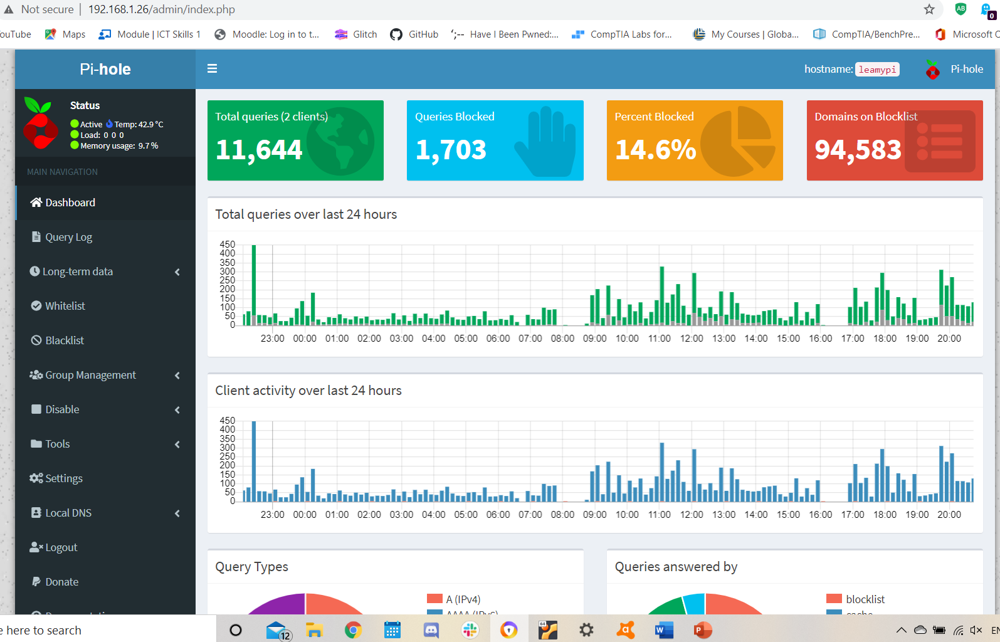 Not secure 192.168.1.26/admin/index.php
AB
0
ouTube Maps Module | ICT Skills 1 Moodle: Log in to t... Glitch GitHub ';-- Have I Been Pwned:... CompTIA Labs for... My Courses | Globa... CompTIA/BenchPre... Microsoft O
Pi-hole
hostname: leamypi Pi-hole
Status
Active Temp: 42.9 °C
Load: 0 0 0
Memory usage: 9.7 %
MAIN NAVIGATION
Dashboard
Query Log
Long-term data
Whitelist
Blacklist
Group Management
Disable
Tools
Settings
Local DNS
Logout
Donate
Total queries (2 clients)
11,644
Queries Blocked
1,703
Percent Blocked
14.6%
Domains on Blocklist
94,583
Total queries over last 24 hours
450
400
350
300
250
200
150
100
50
0
23:00 00:00 01:00 02:00 03:00 04:00 05:00 06:00 07:00 08:00 09:00 10:00 11:00 12:00 13:00 14:00 15:00 16:00 17:00 18:00 19:00 20:00
Client activity over last 24 hours
450
400
350
300
250
200
150
100
50
0
23:00 00:00 01:00 02:00 03:00 04:00 05:00 06:00 07:00 08:00 09:00 10:00 11:00 12:00 13:00 14:00 15:00 16:00 17:00 18:00 19:00 20:00
Query Types
A (IPv4)
AAAA (IPv6)
Queries answered by
blocklist
cache
e here to search
12
64
EN